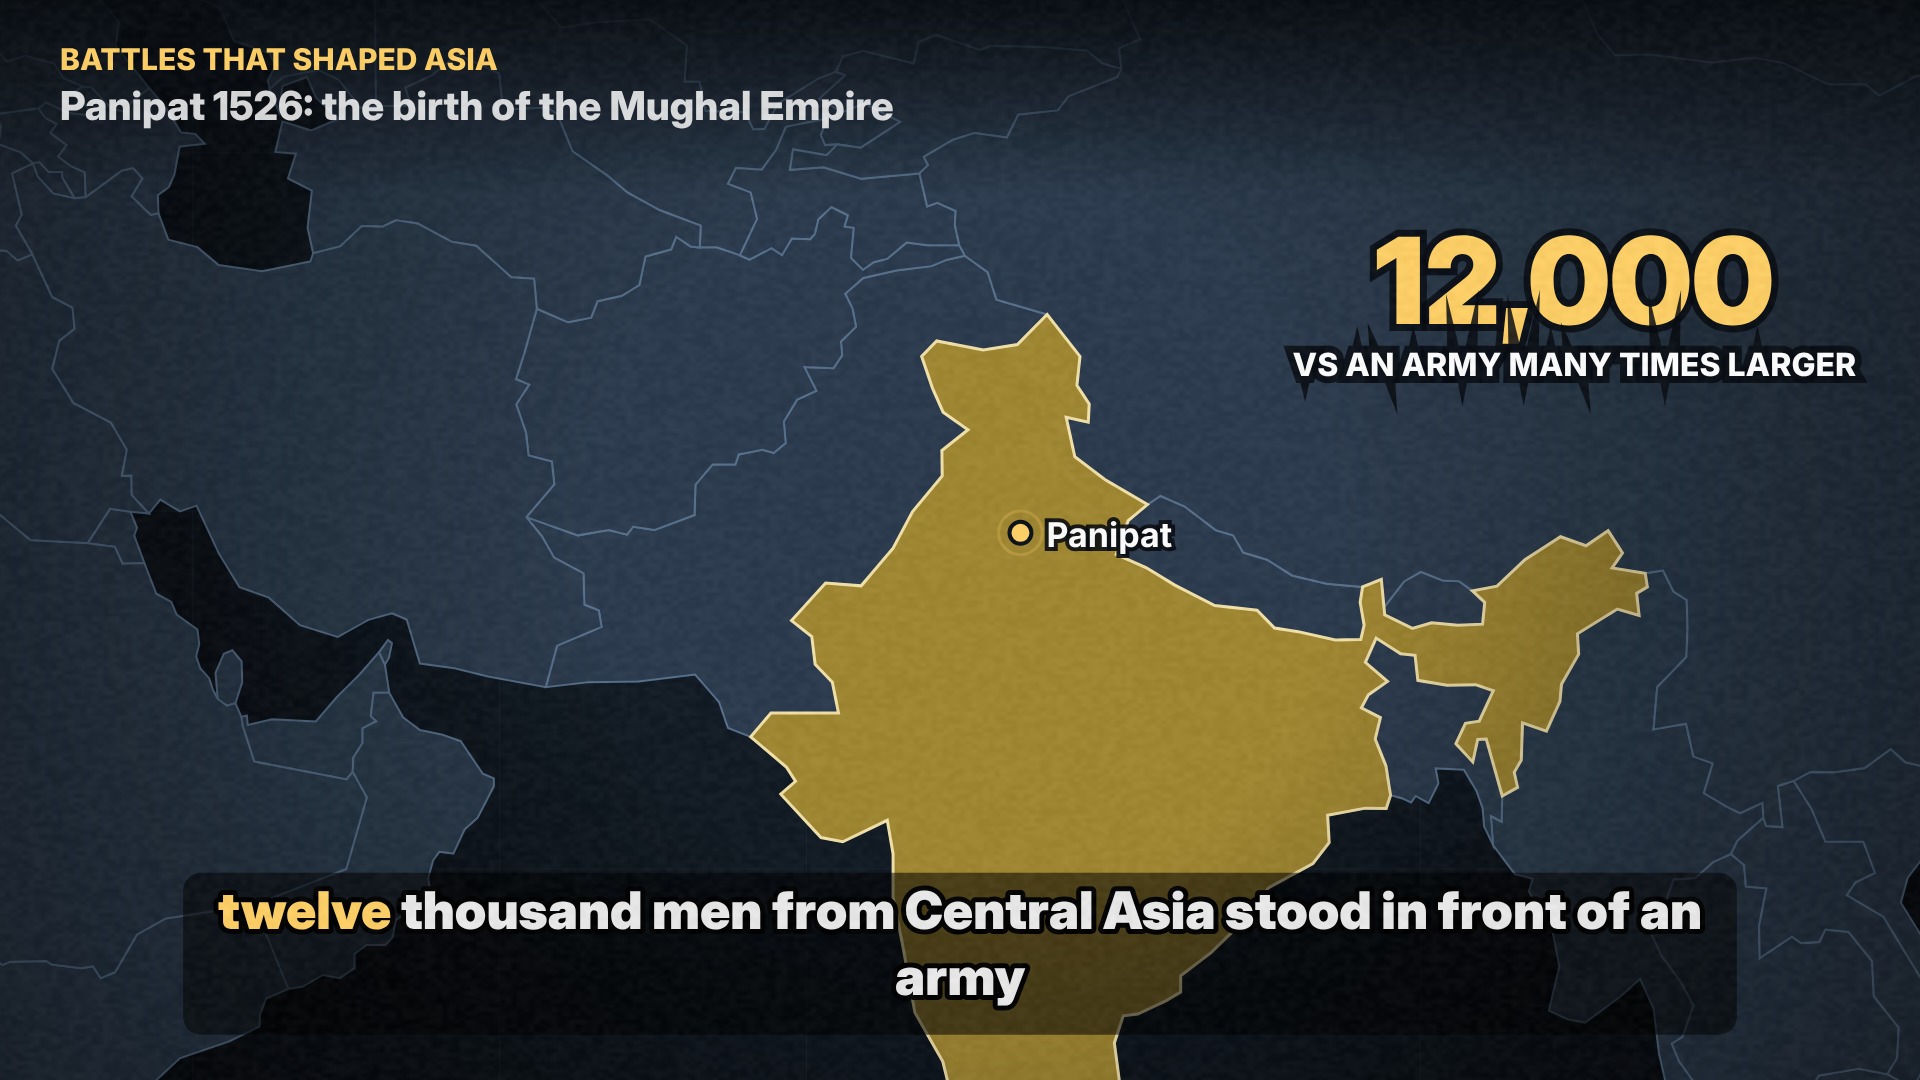 BATTLES THAT SHAPED ASIA
Panipat 1526: the birth of the Mughal Empire
12,000
VS AN ARMY MANY TIMES LARGER
Panipat
twelve thousand men from Central Asia stood in front of an
army